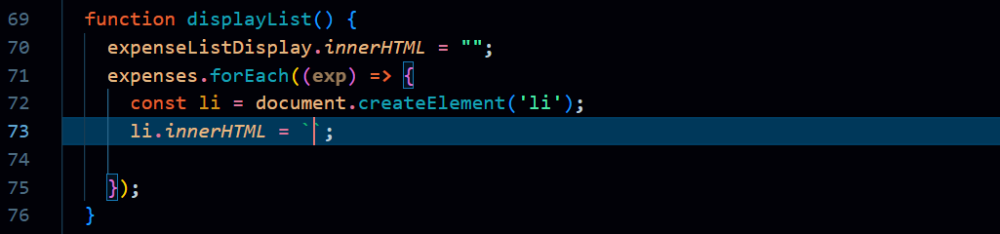 69 function displayList() {
70 expenseListDisplay.innerHTML = "";
71 expenses.forEach((exp) => {
72 const li = document.createElement('li');
73 li.innerHTML = ``;
74
75 });
76 }